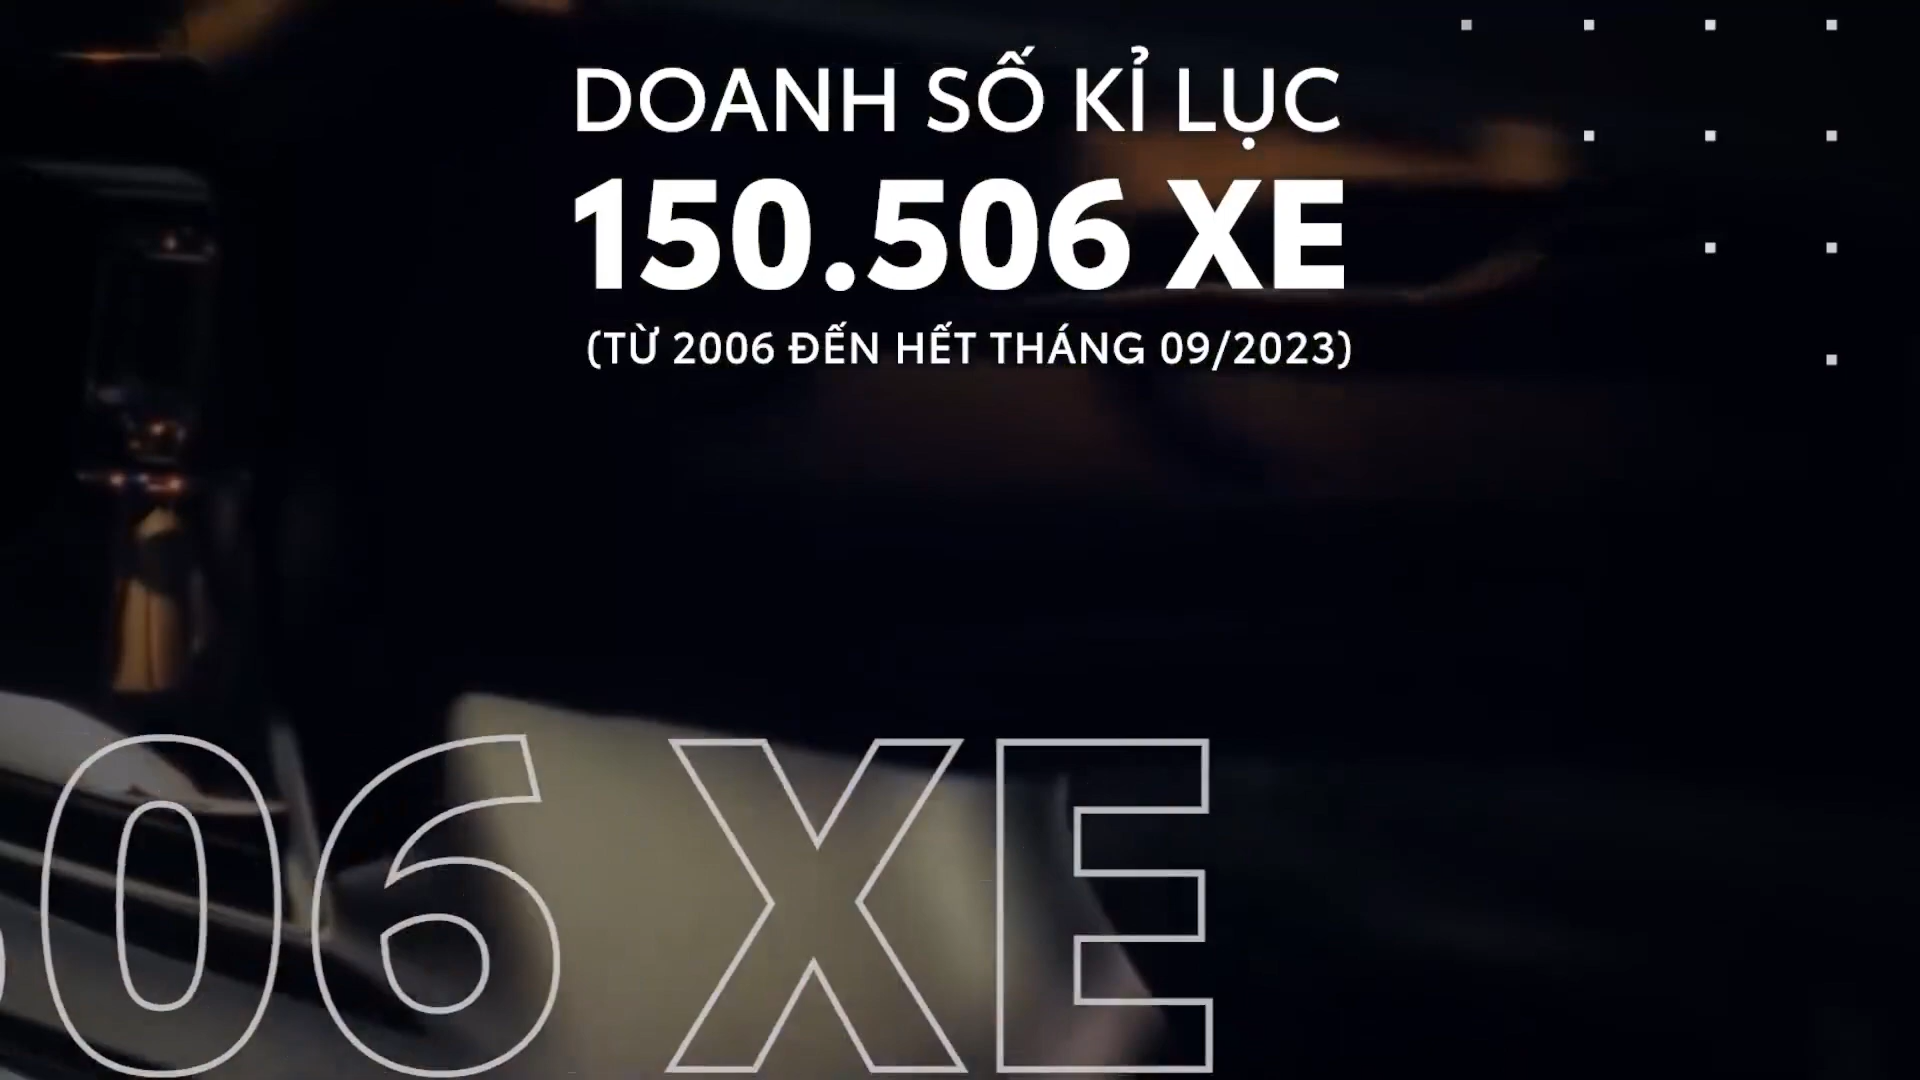 DOANH SỐ KỈ LỤC
150.506 XE
(TỪ 2006 ĐẾN HẾT THÁNG 09/2023)
06 XE